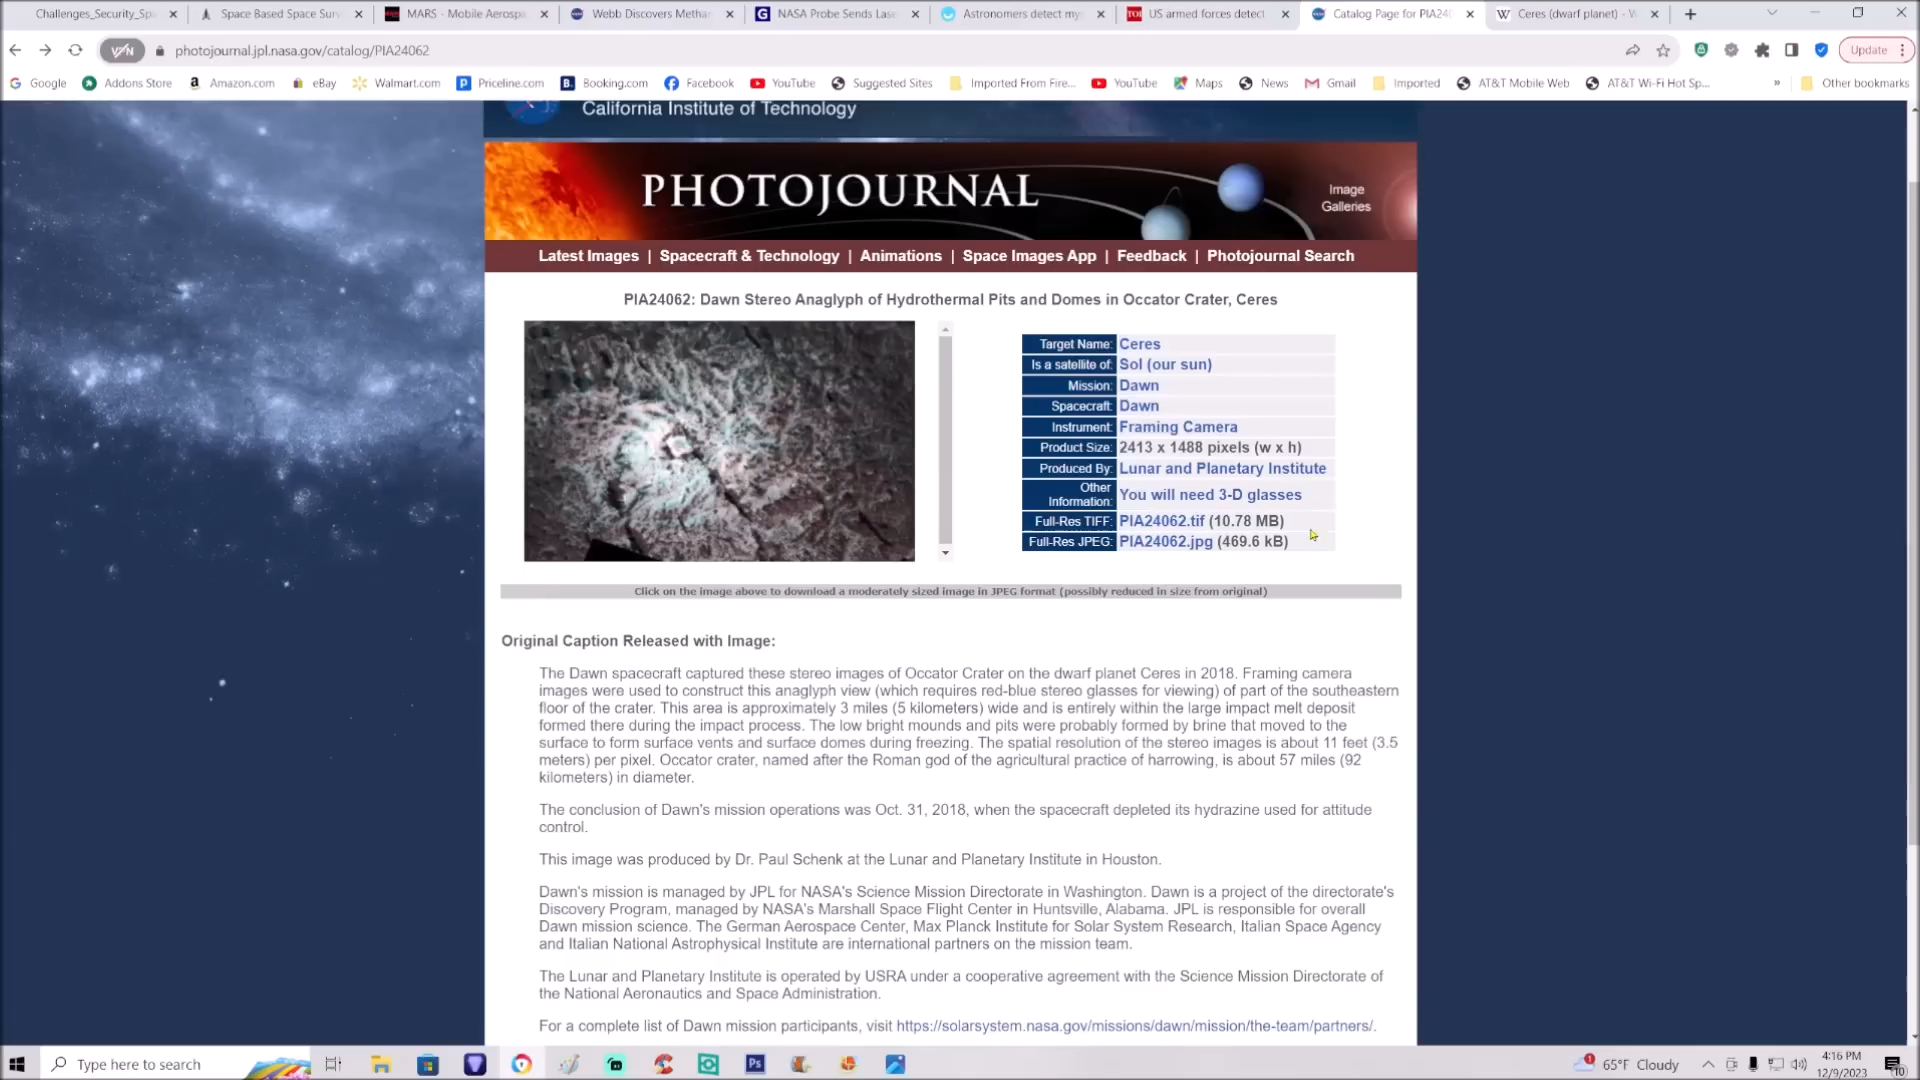 Challenges_Security_Sp
Space Based Space Surv
MARS - Mobile Aerospa
Webb Discovers Methan
NASA Probe Sends Lase
Astronomers detect my
US armed forces detect
Catalog Page for PIA240
Ceres (dwarf planet) - W
VPN
photojournal.jpl.nasa.gov/catalog/PIA24062
Update
Google
Addons Store
Amazon.com
eBay
Walmart.com
Priceline.com
Booking.com
Facebook
YouTube
Suggested Sites
Imported From Fire...
YouTube
Maps
News
Gmail
Imported
AT&T Mobile Web
AT&T Wi-Fi Hot Sp...
»
Other bookmarks
California Institute of Technology
PHOTOJOURNAL
Image
Galleries
Latest Images | Spacecraft & Technology | Animations | Space Images App | Feedback | Photojournal Search
PIA24062: Dawn Stereo Anaglyph of Hydrothermal Pits and Domes in Occator Crater, Ceres
Target Name: Ceres
Is a satellite of: Sol (our sun)
Mission: Dawn
Spacecraft: Dawn
Instrument: Framing Camera
Product Size: 2413 x 1488 pixels (w x h)
Produced By: Lunar and Planetary Institute
Other Information: You will need 3-D glasses
Full-Res TIFF: PIA24062.tif (10.78 MB)
Full-Res JPEG: PIA24062.jpg (469.6 kB)
Click on the image above to download a moderately sized image in JPEG format (possibly reduced in size from original)
Original Caption Released with Image:
The Dawn spacecraft captured these stereo images of Occator Crater on the dwarf planet Ceres in 2018. Framing camera
images were used to construct this anaglyph view (which requires red-blue stereo glasses for viewing) of part of the southeastern
floor of the crater. This area is approximately 3 miles (5 kilometers) wide and is entirely within the large impact melt deposit
formed there during the impact process. The low bright mounds and pits were probably formed by brine that moved to the
surface to form surface vents and surface domes during freezing. The spatial resolution of the stereo images is about 11 feet (3.5
meters) per pixel. Occator crater, named after the Roman god of the agricultural practice of harrowing, is about 57 miles (92
kilometers) in diameter.
The conclusion of Dawn's mission operations was Oct. 31, 2018, when the spacecraft depleted its hydrazine used for attitude
control.
This image was produced by Dr. Paul Schenk at the Lunar and Planetary Institute in Houston.
Dawn's mission is managed by JPL for NASA's Science Mission Directorate in Washington. Dawn is a project of the directorate's
Discovery Program, managed by NASA's Marshall Space Flight Center in Huntsville, Alabama. JPL is responsible for overall
Dawn mission science. The German Aerospace Center, Max Planck Institute for Solar System Research, Italian Space Agency
and Italian National Astrophysical Institute are international partners on the mission team.
The Lunar and Planetary Institute is operated by USRA under a cooperative agreement with the Science Mission Directorate of
the National Aeronautics and Space Administration.
For a complete list of Dawn mission participants, visit https://solarsystem.nasa.gov/missions/dawn/mission/the-team/partners/.
Type here to search
Ps
65°F Cloudy
4:16 PM
12/9/2023